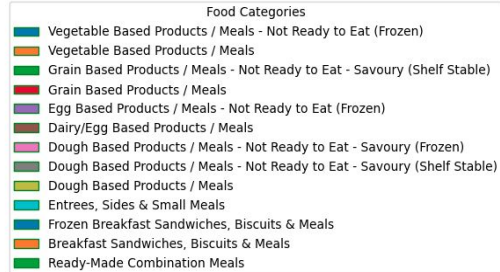 Food Categories
Vegetable Based Products / Meals - Not Ready to Eat (Frozen)
Vegetable Based Products / Meals
Grain Based Products / Meals - Not Ready to Eat - Savoury (Shelf Stable)
Grain Based Products / Meals
Egg Based Products / Meals - Not Ready to Eat (Frozen)
Dairy/Egg Based Products / Meals
Dough Based Products / Meals - Not Ready to Eat - Savoury (Frozen)
Dough Based Products / Meals - Not Ready to Eat - Savoury (Shelf Stable)
Dough Based Products / Meals
Entrees, Sides & Small Meals
Frozen Breakfast Sandwiches, Biscuits & Meals
Breakfast Sandwiches, Biscuits & Meals
Ready-Made Combination Meals